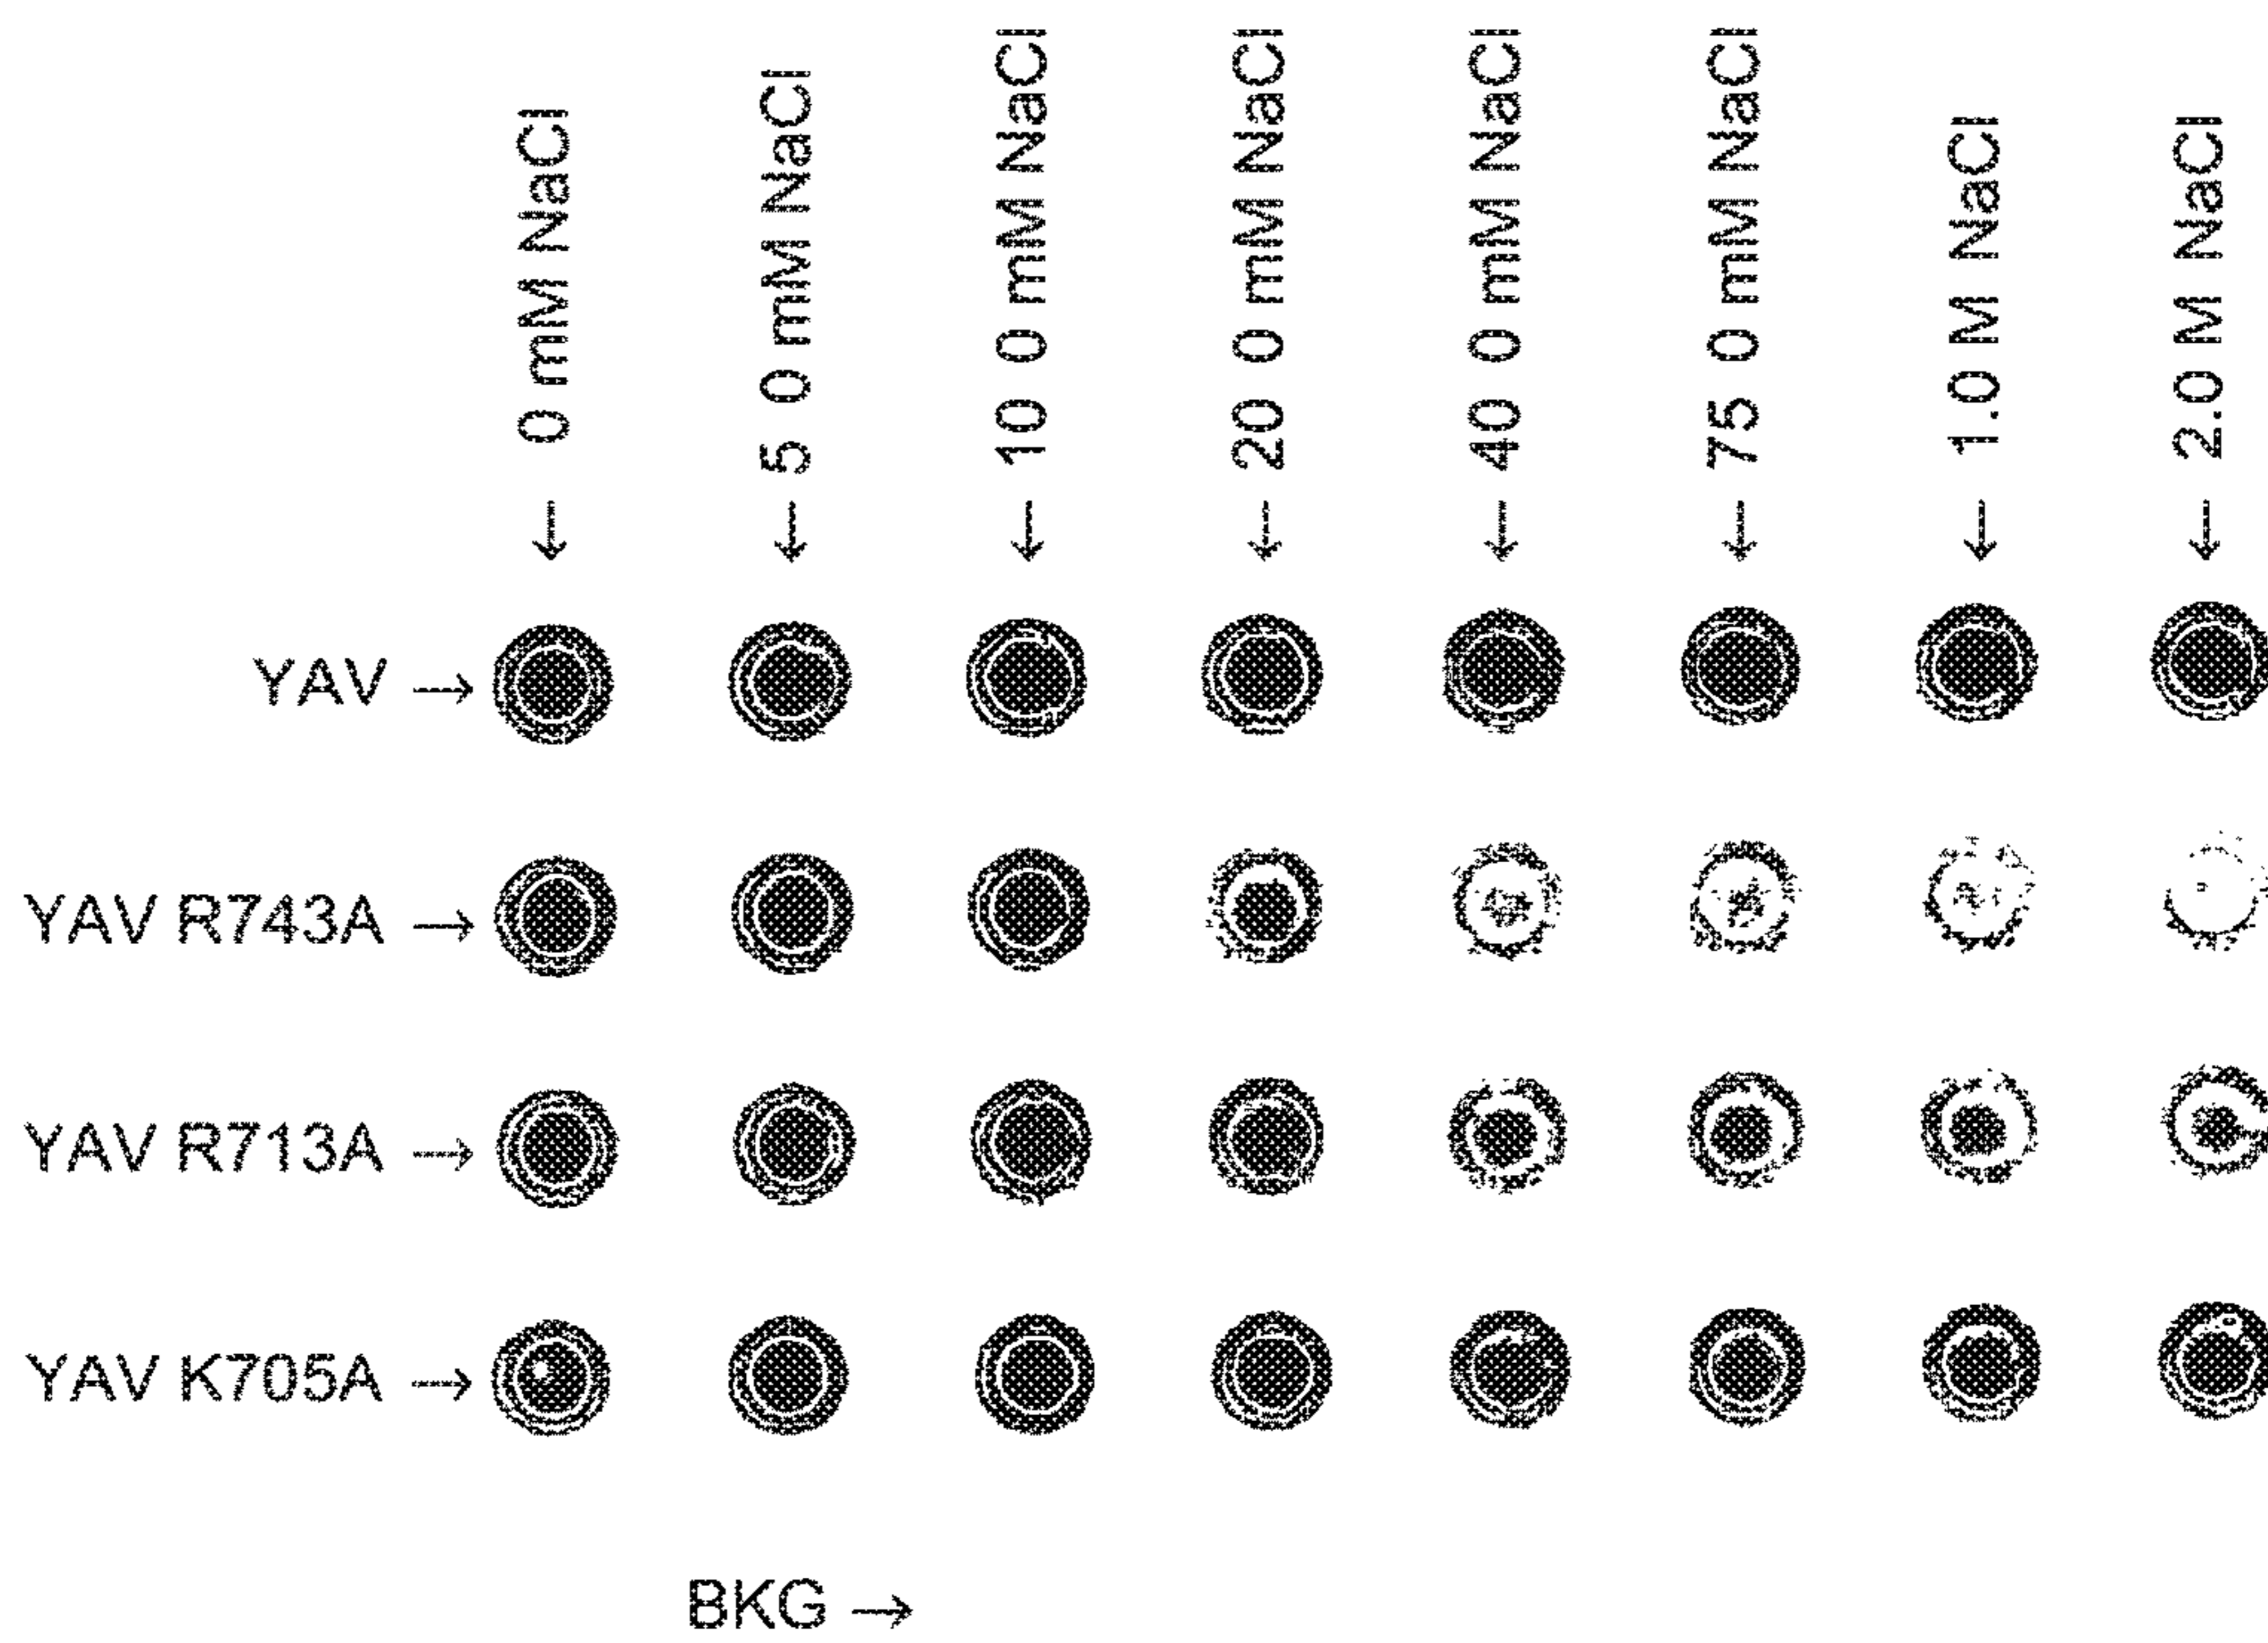 0 mM NaCl
5 0 mM NaCl
10 0 mM NaCl
20 0 mM NaCl
40 0 mM NaCl
75 0 mM NaCl
1.0 M NaCl
2.0 M NaCl
YAV →
YAV R743A →
YAV R713A →
YAV K705A →
BKG →